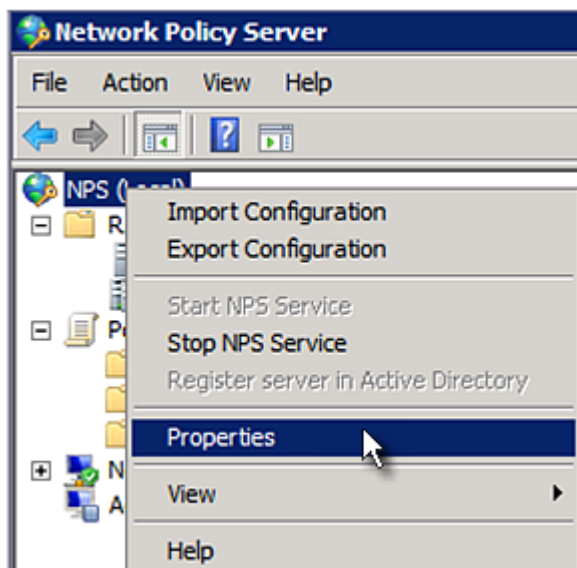 Network Policy Server
File Action View Help
NPS (Local)
Import Configuration
Export Configuration
Start NPS Service
Stop NPS Service
Register server in Active Directory
Properties
View
Help